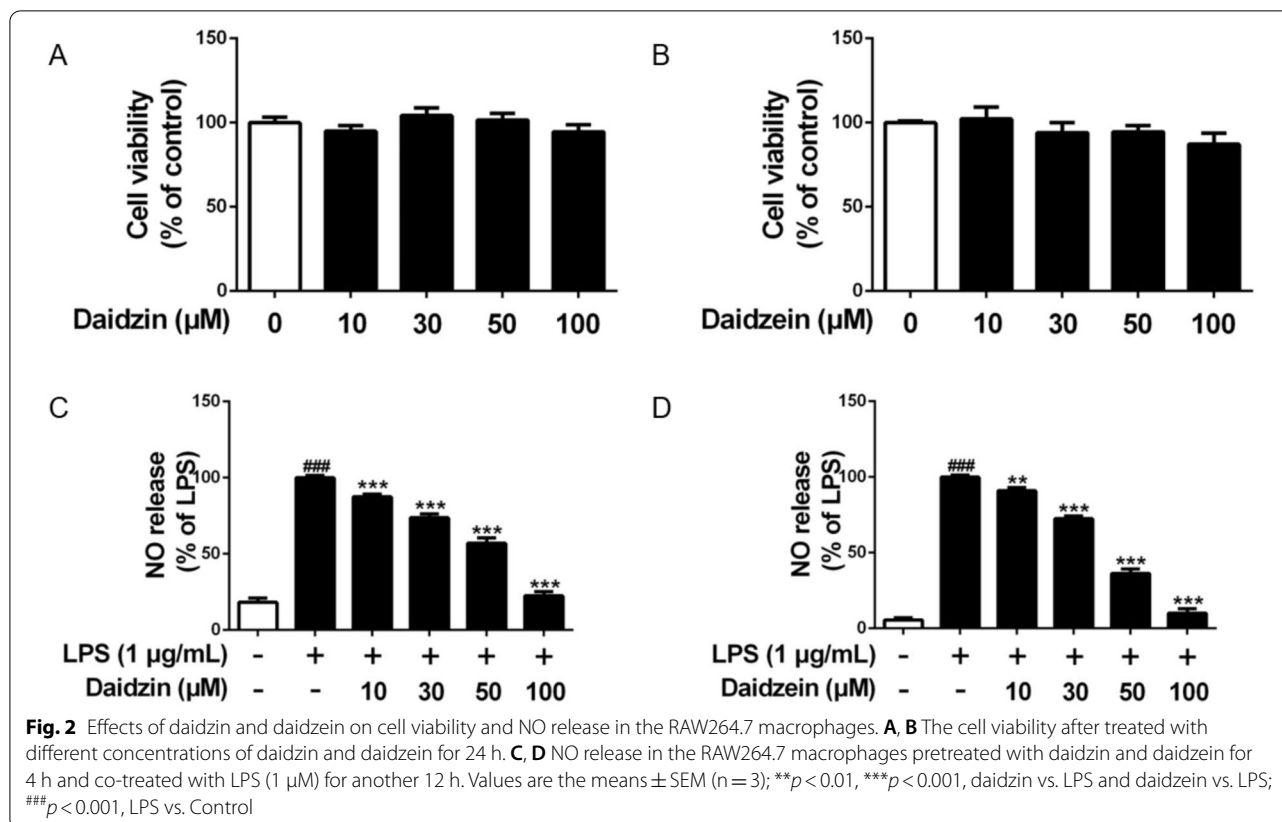 A
150
100
50
0
Cell viability
(% of control)
Daidzin (µM) 0 10 30 50 100
B
150
100
50
0
Cell viability
(% of control)
Daidzein (µM) 0 10 30 50 100
C
150
100
50
0
NO release
(% of LPS)
### *** *** *** ***
LPS (1 µg/mL) - + + + + +
Daidzin (µM) - - 10 30 50 100
D
150
100
50
0
NO release
(% of LPS)
### ** *** *** ***
LPS (1 µg/mL) - + + + + +
Daidzein (µM) - - 10 30 50 100
Fig. 2 Effects of daidzin and daidzein on cell viability and NO release in the RAW264.7 macrophages. A, B The cell viability after treated with
different concentrations of daidzin and daidzein for 24 h. C, D NO release in the RAW264.7 macrophages pretreated with daidzin and daidzein for
4 h and co-treated with LPS (1 µM) for another 12 h. Values are the means ± SEM (n = 3); **p < 0.01, ***p < 0.001, daidzin vs. LPS and daidzein vs. LPS;
###p < 0.001, LPS vs. Control